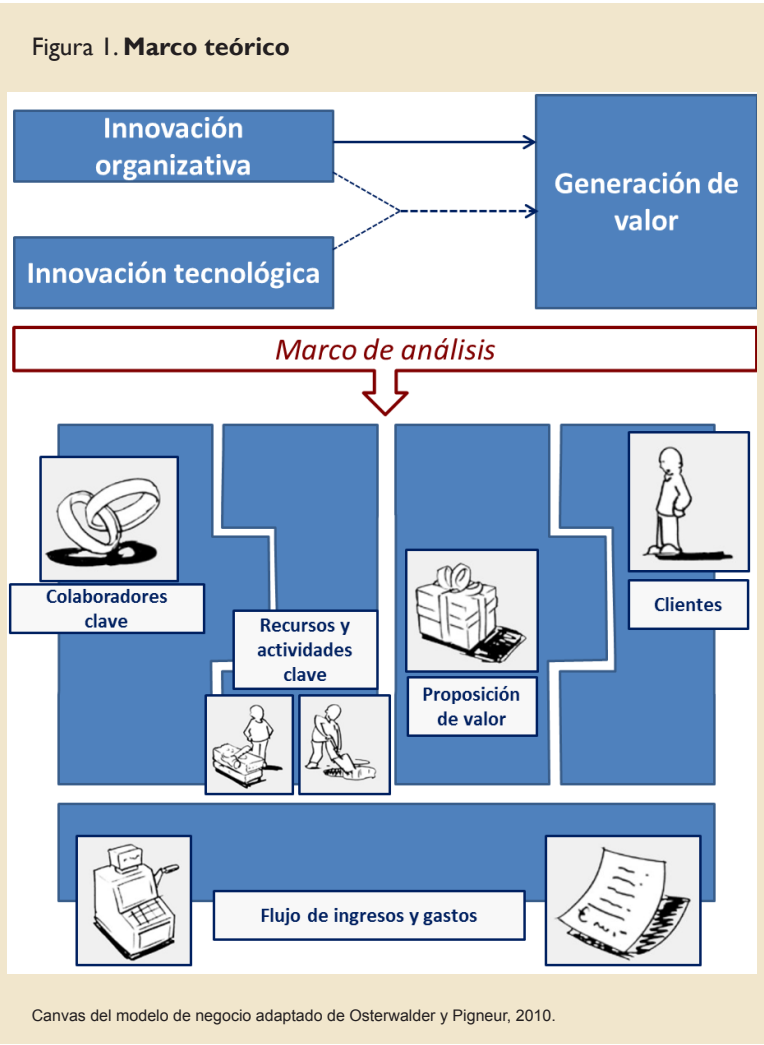 Figura 1. Marco teórico
Innovación
organizativa
Generación de
valor
Innovación tecnológica
Marco de análisis
Colaboradores
clave
Recursos y
actividades
clave
Proposición
de valor
Clientes
Flujo de ingresos y gastos
Canvas del modelo de negocio adaptado de Osterwalder y Pigneur, 2010.